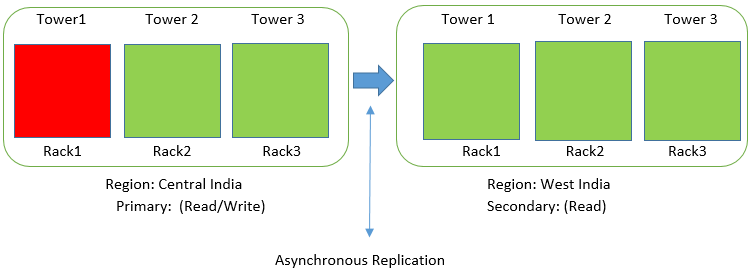 Tower1 Tower 2 Tower 3
Rack1 Rack2 Rack3
Region: Central India
Primary: (Read/Write)
Tower 1 Tower 2 Tower 3
Rack1 Rack2 Rack3
Region: West India
Secondary: (Read)
Asynchronous Replication